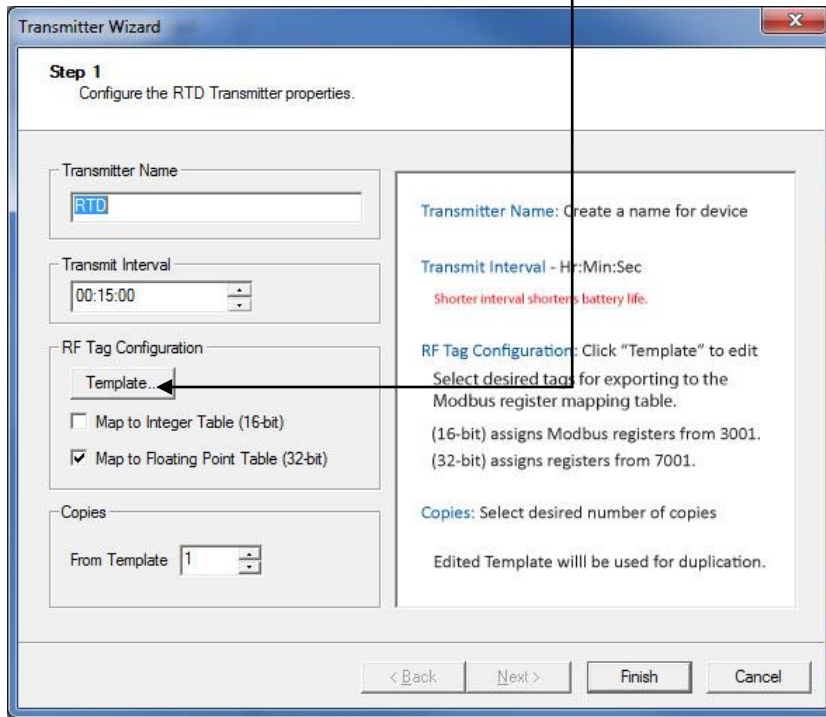 Transmitter Wizard
Step 1
Configure the RTD Transmitter properties.
Transmitter Name
RTD
Transmit Interval
00:15:00
RF Tag Configuration
Template...
Map to Integer Table (16-bit)
Map to Floating Point Table (32-bit)
Copies
From Template 1
Transmitter Name: Create a name for device
Transmit Interval - Hr:Min:Sec
Shorter interval shortens battery life.
RF Tag Configuration: Click "Template" to edit
Select desired tags for exporting to the
Modbus register mapping table.
(16-bit) assigns Modbus registers from 3001.
(32-bit) assigns registers from 7001.
Copies: Select desired number of copies
Edited Template willl be used for duplication.
< Back Next > Finish Cancel